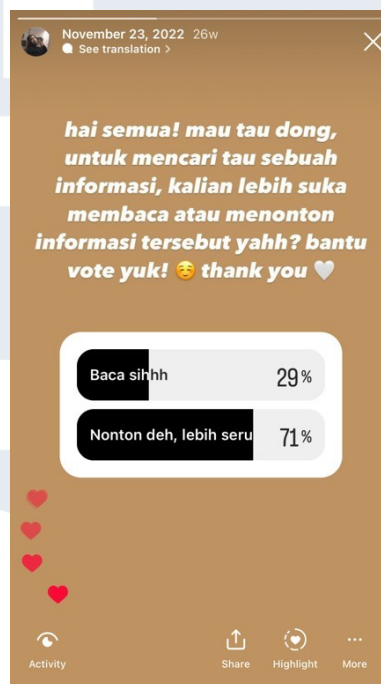 November 23, 2022 26w
See translation >
hai semua! mau tau dong,
untuk mencari tau sebuah
informasi, kalian lebih suka
membaca atau menonton
informasi tersebut yahh? bantu
vote yuk! ☺️ thank you 🤍
Baca sihhh 29%
Nonton deh, lebih seru 71%
Activity Share Highlight More